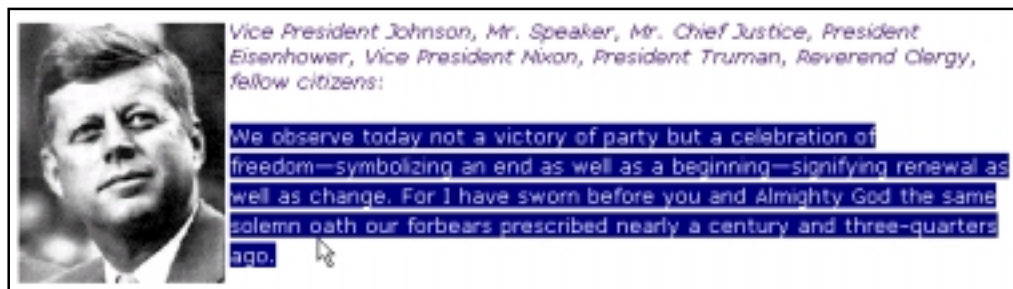 Vice President Johnson, Mr. Speaker, Mr. Chief Justice, President
Eisenhower, Vice President Nixon, President Truman, Reverend Clergy,
fellow citizens:
We observe today not a victory of party but a celebration of
freedom—symbolizing an end as well as a beginning—signifying renewal as
well as change. For I have sworn before you and Almighty God the same
solemn oath our forbears prescribed nearly a century and three-quarters
ago.